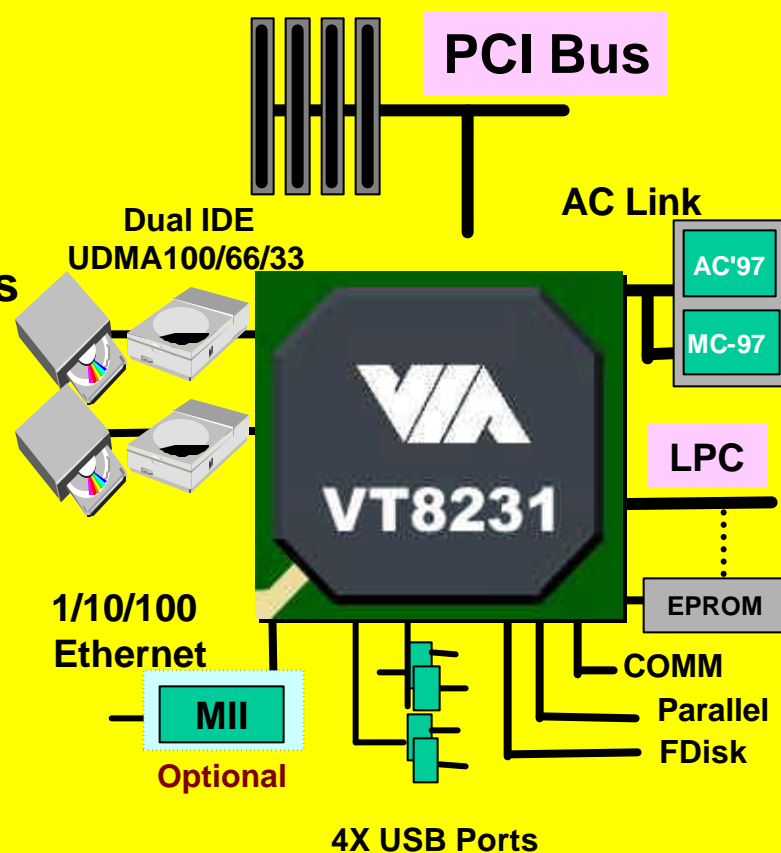 PCI Bus
AC Link
Dual IDE
UDMA100/66/33
s
AC'97
MC-97
VIA
VT8231
LPC
EPROM
1/10/100
Ethernet
MII
Optional
COMM
Parallel
FDisk
4X USB Ports